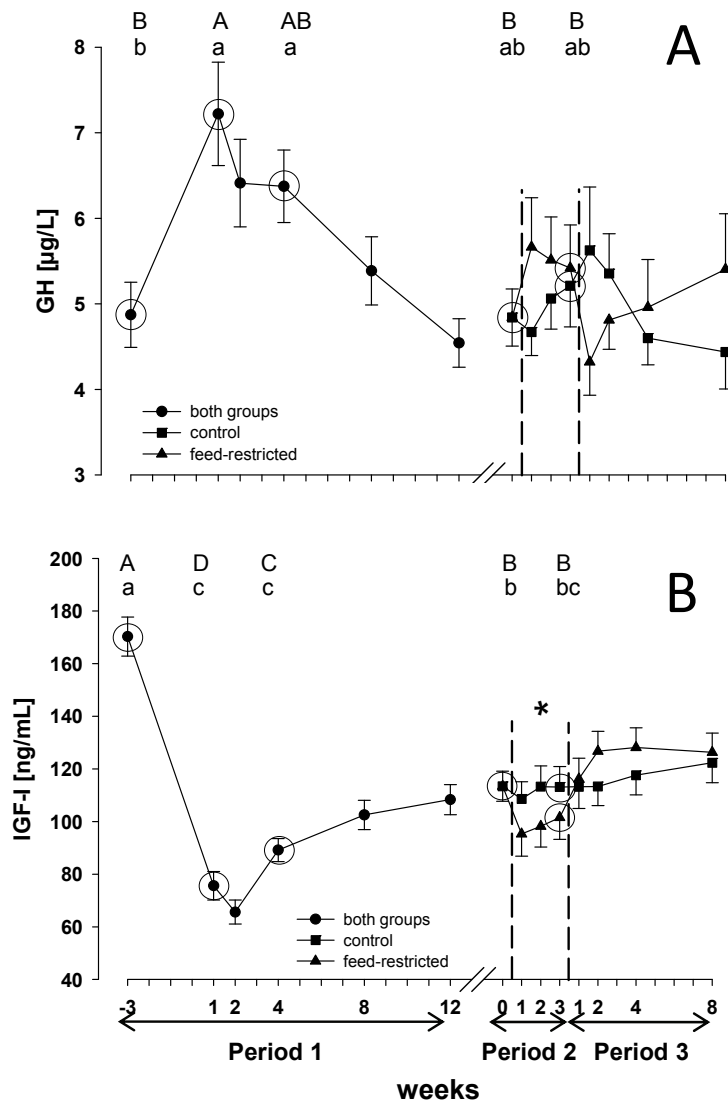 B A AB B B
b a a ab ab
A
8
7
6
5
4
3
GH [µg/L]
both groups
control
feed-restricted
A D C B B
a c c b bc
B
200
180
160
140
120
100
80
60
40
IGF-I [ng/mL]
*
both groups
control
feed-restricted
-3 1 2 4 8 12 0 1 2 3 1 2 4 8
Period 1 Period 2 Period 3
weeks